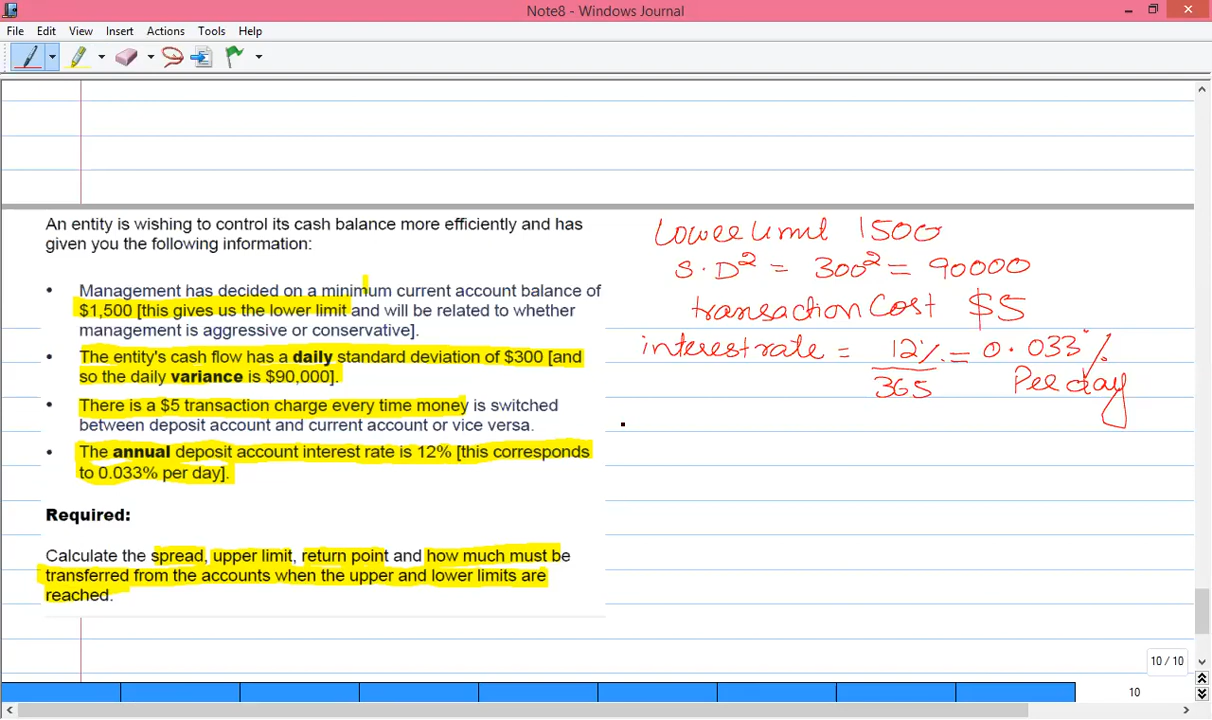 Note8 - Windows Journal
File Edit View Insert Actions Tools Help
An entity is wishing to control its cash balance more efficiently and has
given you the following information:
• Management has decided on a minimum current account balance of
$1,500 [this gives us the lower limit and will be related to whether
management is aggressive or conservative].
• The entity's cash flow has a daily standard deviation of $300 [and
so the daily variance is $90,000].
• There is a $5 transaction charge every time money is switched
between deposit account and current account or vice versa.
• The annual deposit account interest rate is 12% [this corresponds
to 0.033% per day].
Required:
Calculate the spread, upper limit, return point and how much must be
transferred from the accounts when the upper and lower limits are
reached.
Lower limit 1500
S.D² = 300² = 90000
transaction Cost $5
interest rate = 12% = 0.033%
365 Per day
10 / 10
10